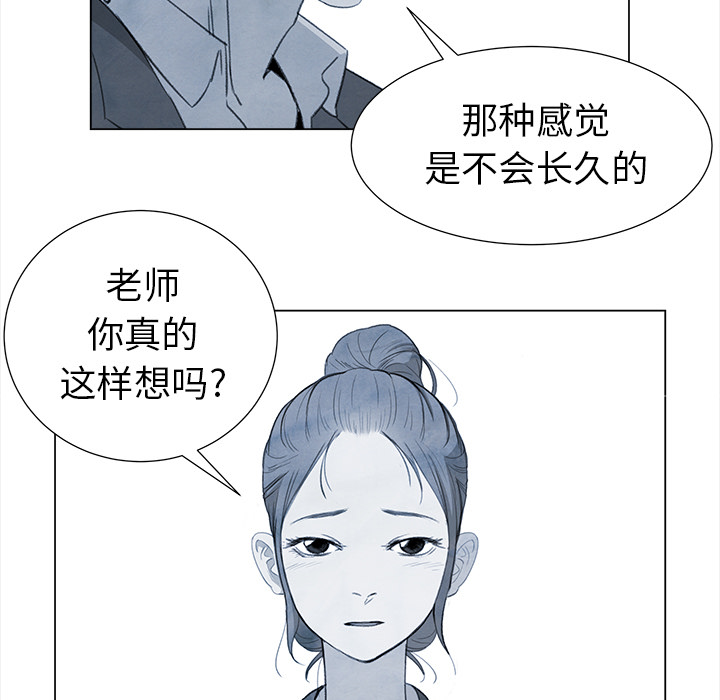 那种感觉
是不会长久的
老师
你真的
这样想吗?